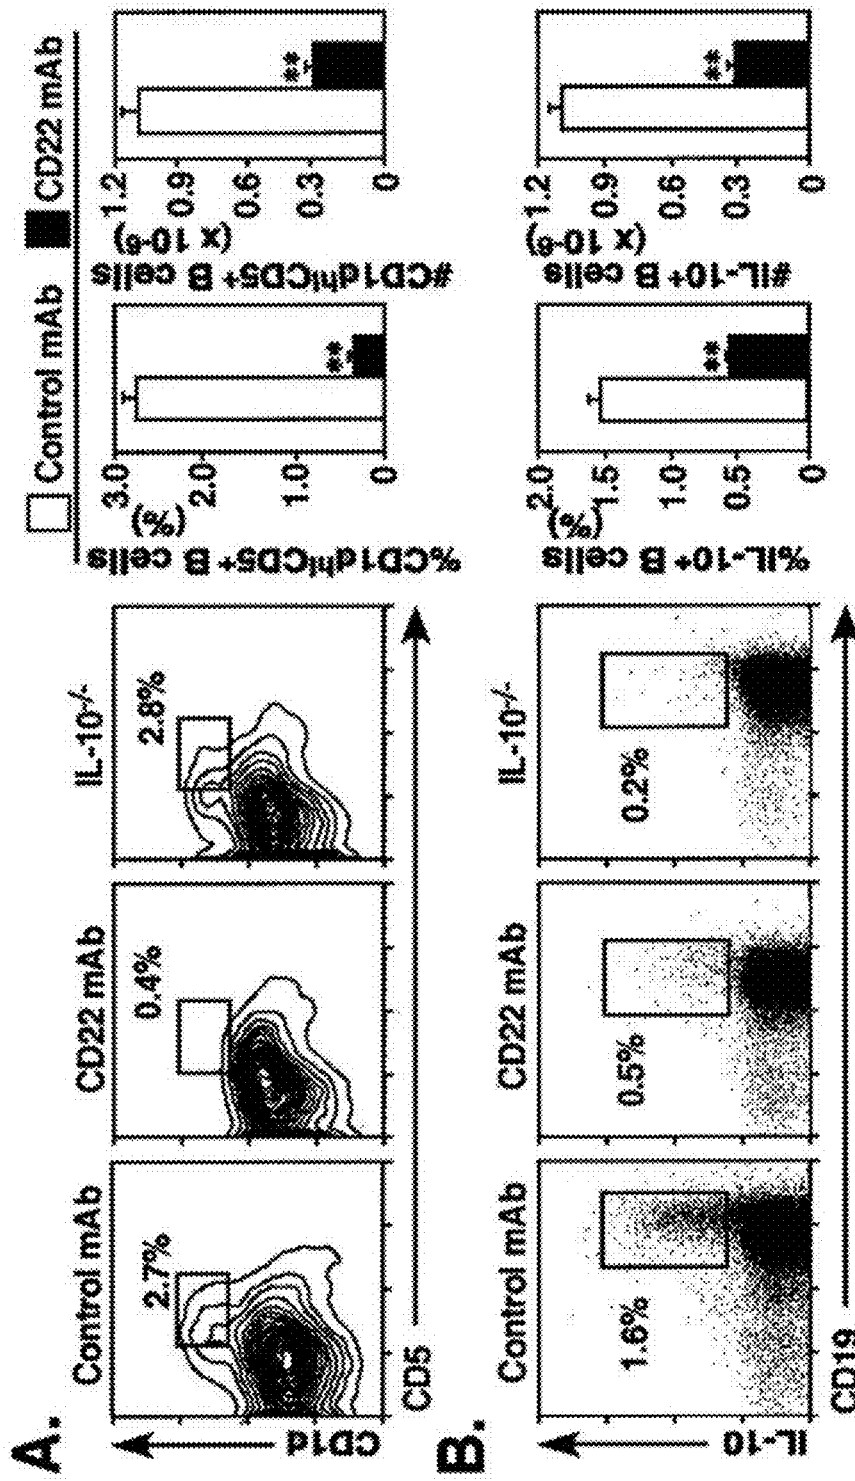 A.
Control mAb
CD22 mAb
IL-10-/-
2.7%
0.4%
2.8%
CD1d
CD5
Control mAb
CD22 mAb
%CD1dhiCD5+ B cells
(%)
3.0
2.0
1.0
0
**
#CD1dhiCD5+ B cells
(x 10-6)
1.2
0.9
0.6
0.3
0
**
B.
Control mAb
CD22 mAb
IL-10-/-
1.6%
0.5%
0.2%
IL-10
CD19
%IL-10+ B cells
(%)
2.0
1.5
1.0
0.5
0
**
#IL-10+ B cells
(x 10-6)
1.2
0.9
0.6
0.3
0
**